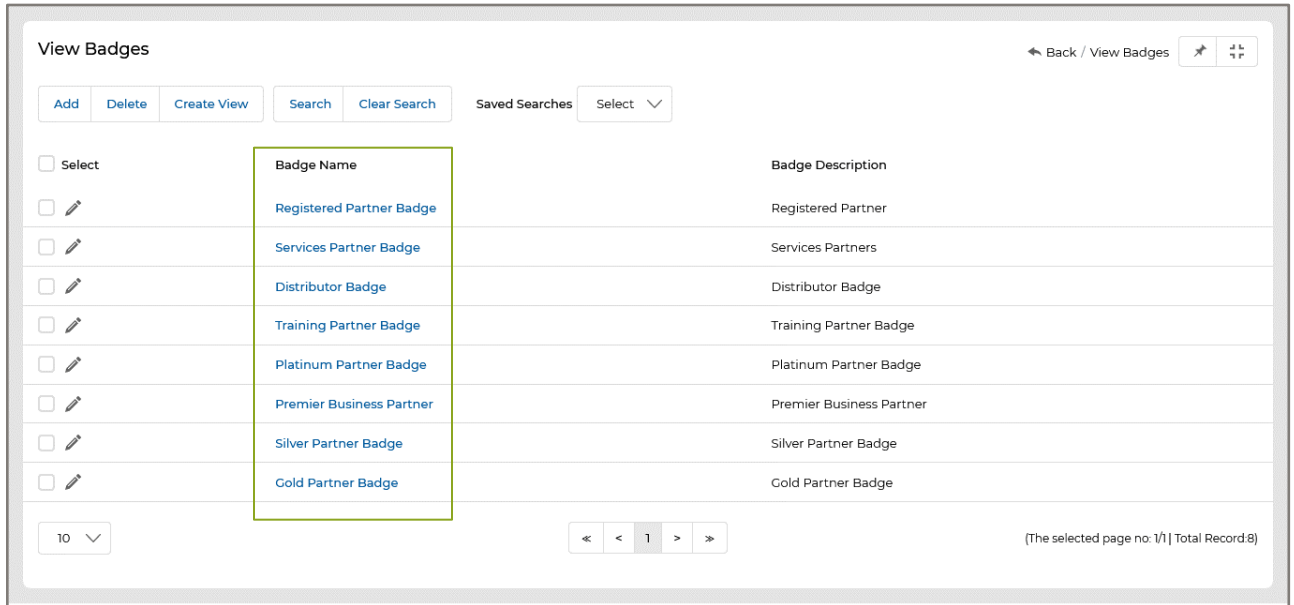 View Badges
Back / View Badges
Add Delete Create View Search Clear Search Saved Searches Select
Select Badge Name Badge Description
Registered Partner Badge Registered Partner
Services Partner Badge Services Partners
Distributor Badge Distributor Badge
Training Partner Badge Training Partner Badge
Platinum Partner Badge Platinum Partner Badge
Premier Business Partner Premier Business Partner
Silver Partner Badge Silver Partner Badge
Gold Partner Badge Gold Partner Badge
10 << < 1 > >> (The selected page no: 1/1 | Total Record:8)